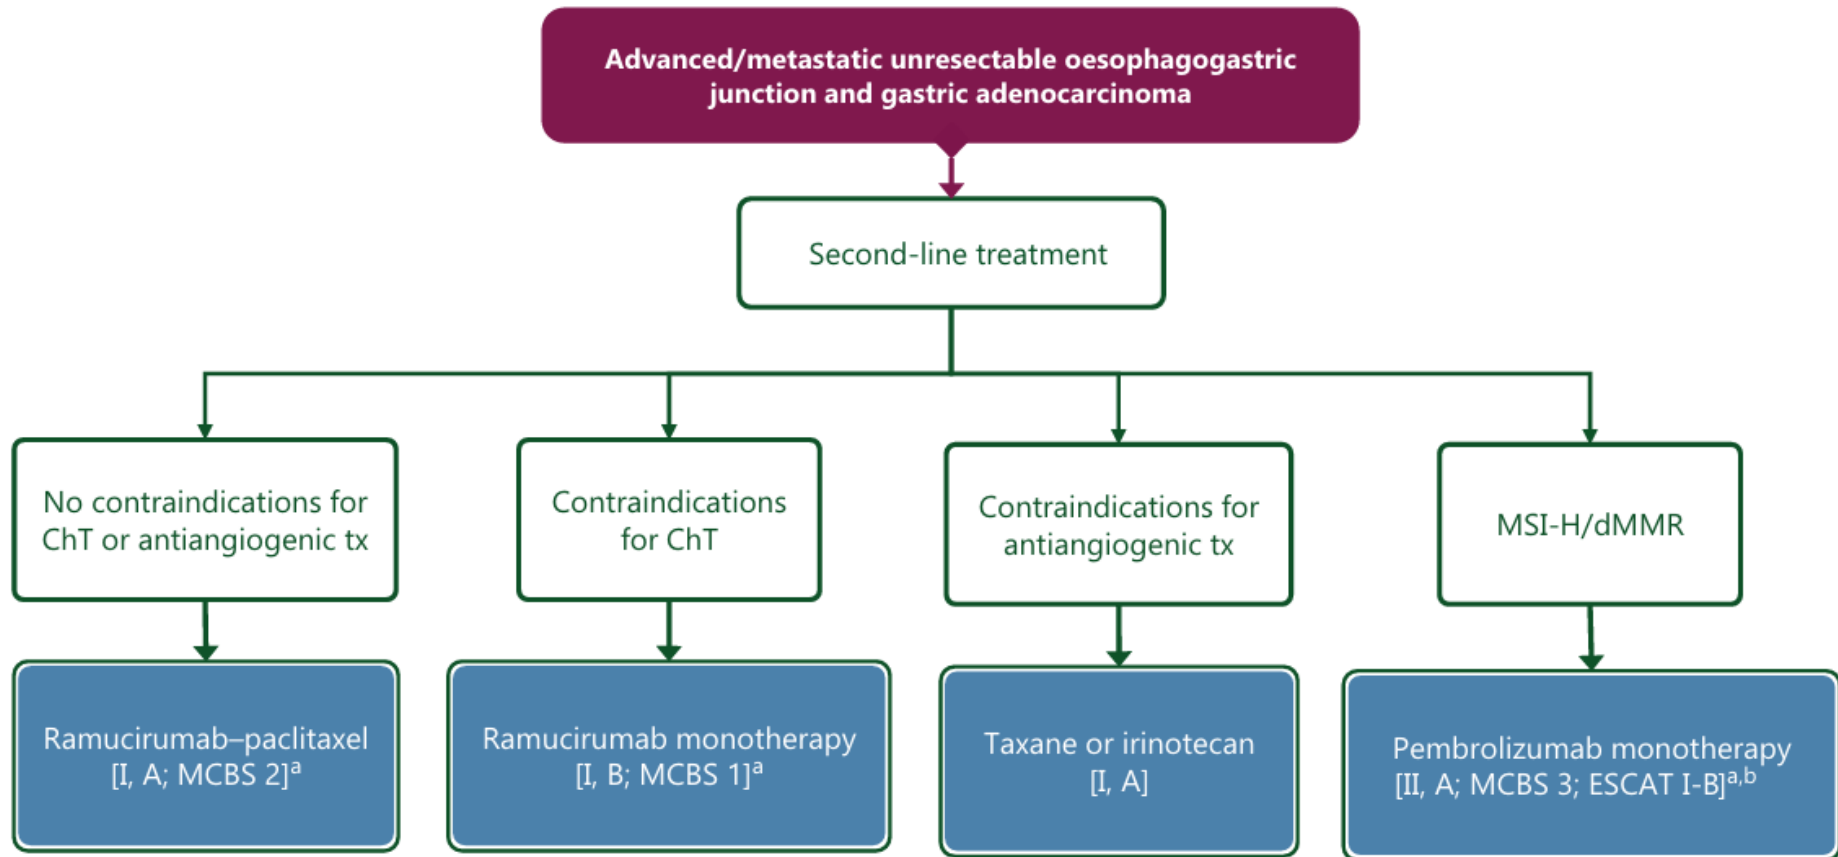 Advanced/metastatic unresectable oesophagogastric
junction and gastric adenocarcinoma
Second-line treatment
No contraindications for
ChT or antiangiogenic tx
Contraindications
for ChT
Contraindications for
antiangiogenic tx
MSI-H/dMMR
Ramucirumab–paclitaxel
[I, A; MCBS 2]ᵃ
Ramucirumab monotherapy
[I, B; MCBS 1]ᵃ
Taxane or irinotecan
[I, A]
Pembrolizumab monotherapy
[II, A; MCBS 3; ESCAT I-B]ᵃ,ᵇ